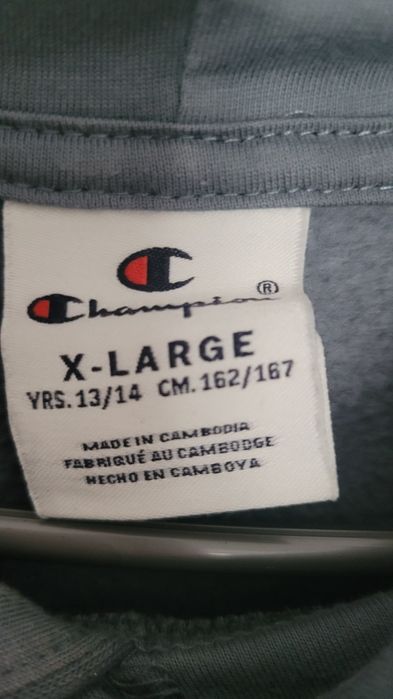 Champion®
X-LARGE
YRS. 13/14 CM. 162/167
MADE IN CAMBODIA
FABRIQUÉ AU CAMBODGE
HECHO EN CAMBOYA